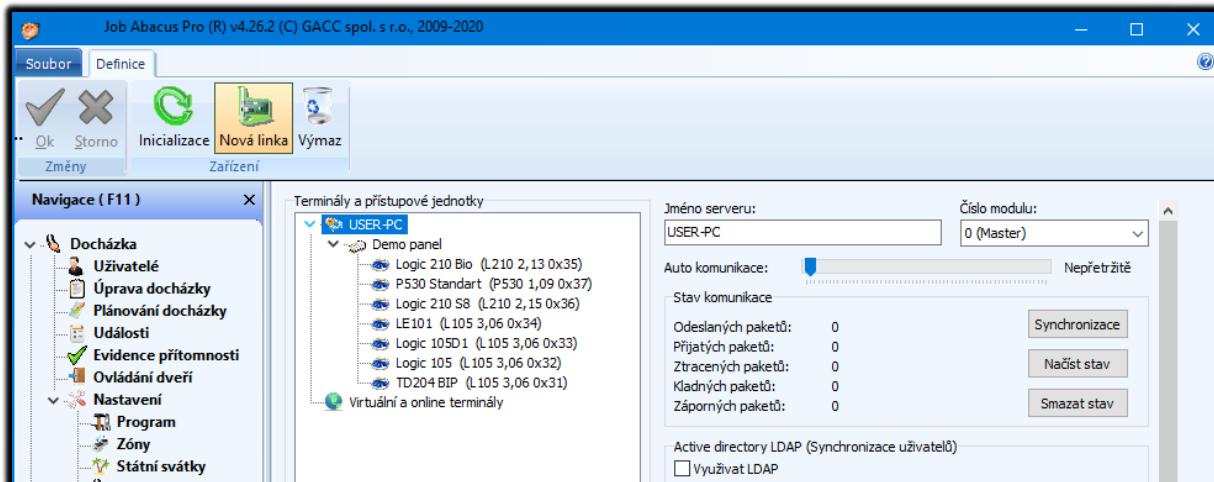 Job Abacus Pro (R) v4.26.2 (C) GACC spol. s r.o., 2009-2020
Soubor
Definice
Ok
Storno
Inicializace
Nová linka
Výmaz
Změny
Zařízení
Navigace ( F11 )
Docházka
Uživatelé
Úprava docházky
Plánování docházky
Události
Evidence přítomnosti
Ovládání dveří
Nastavení
Program
Zóny
Státní svátky
Terminály a přístupové jednotky
USER-PC
Demo panel
Logic 210 Bio (L210 2,13 0x35)
P530 Standart (P530 1,09 0x37)
Logic 210 S8 (L210 2,15 0x36)
LE101 (L105 3,06 0x34)
Logic 105D1 (L105 3,06 0x33)
Logic 105 (L105 3,06 0x32)
TD204 BIP (L105 3,06 0x31)
Virtuální a online terminály
Jméno serveru:
USER-PC
Číslo modulu:
0 (Master)
Auto komunikace:
Nepřetržitě
Stav komunikace
Odeslaných paketů: 0
Přijatých paketů: 0
Ztracených paketů: 0
Kladných paketů: 0
Záporných paketů: 0
Synchronizace
Načíst stav
Smazat stav
Active directory LDAP (Synchronizace uživatelů)
Využivat LDAP